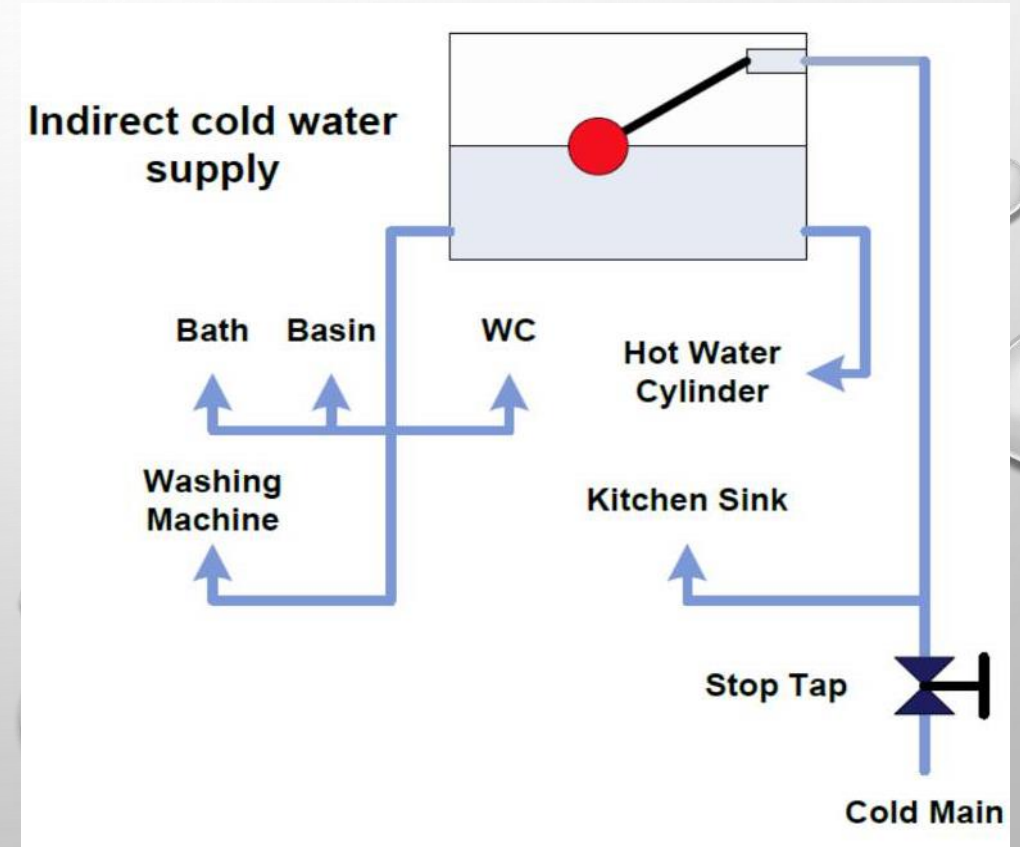 Indirect cold water
supply
Bath
Basin
WC
Hot Water
Cylinder
Washing
Machine
Kitchen Sink
Stop Tap
Cold Main